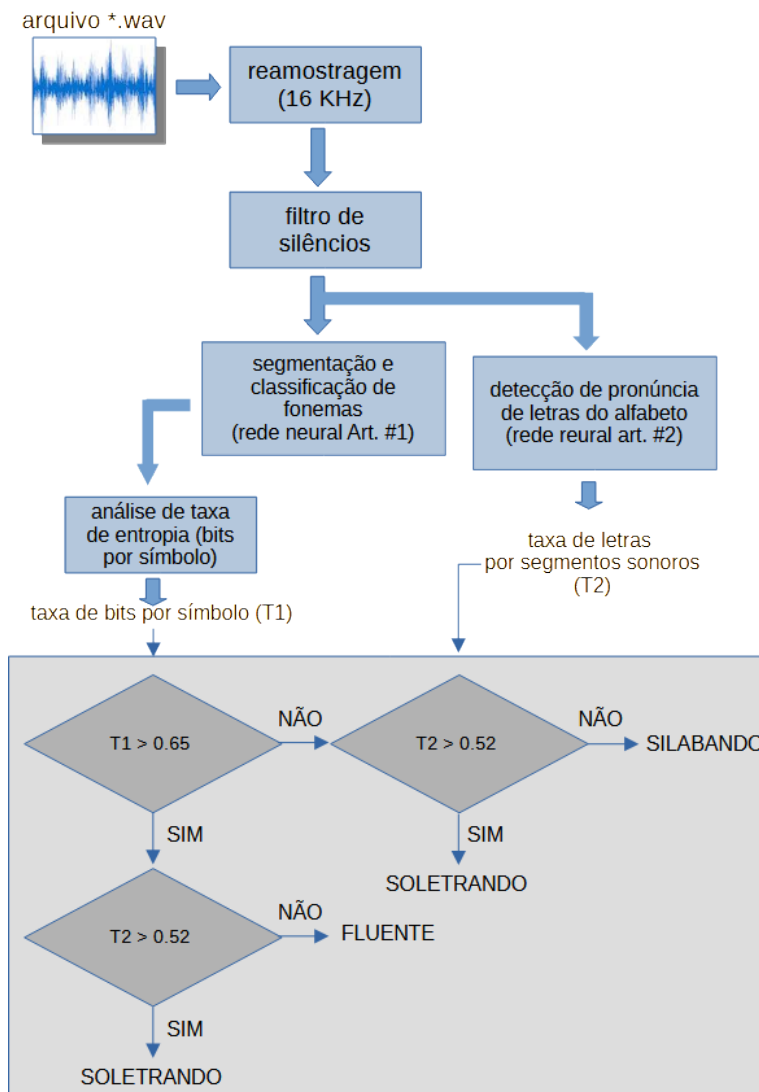 arquivo *.wav
reamostragem
(16 KHz)
filtro de
silêncios
segmentação e
classificação de
fonemas
(rede neural Art. #1)
detecção de pronúncia
de letras do alfabeto
(rede reural art. #2)
análise de taxa
de entropia (bits
por símbolo)
taxa de letras
por segmentos sonoros
(T2)
taxa de bits por símbolo (T1)
T1 > 0.65
NÃO
T2 > 0.52
NÃO
SILABANDO
SIM
SIM
SOLETRANDO
T2 > 0.52
NÃO
FLUENTE
SIM
SOLETRANDO